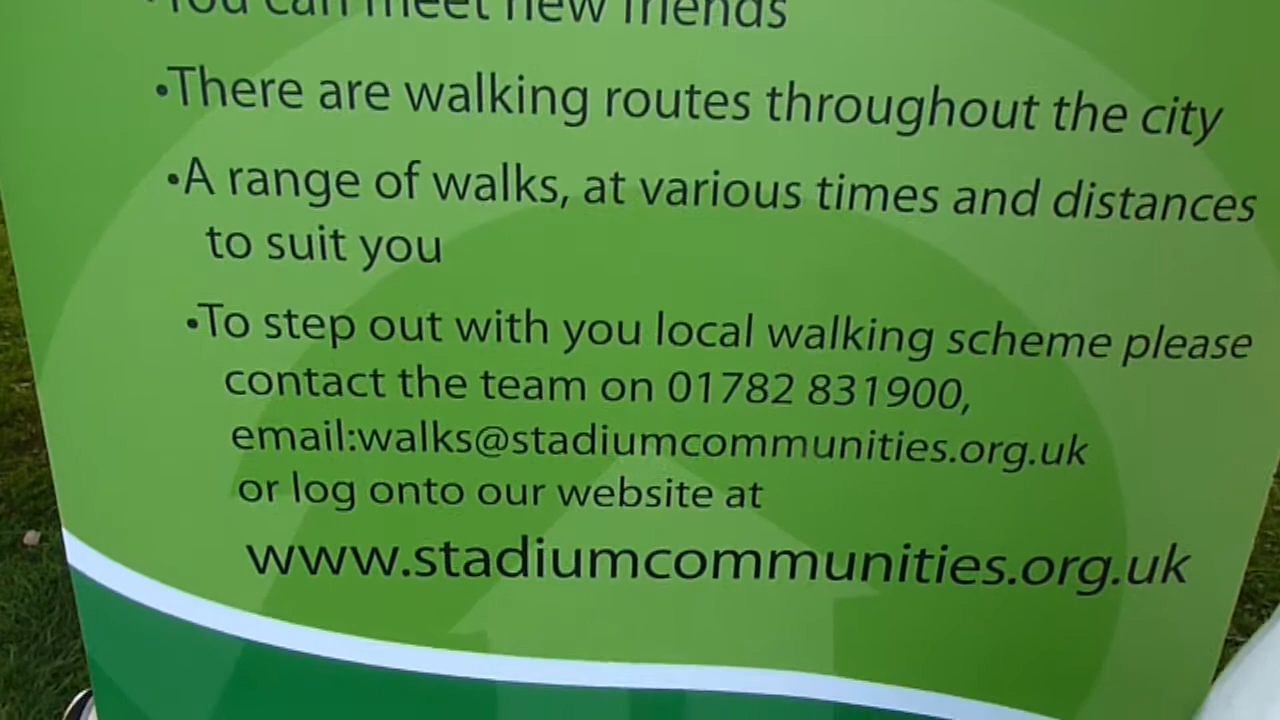 •You can meet new friends
•There are walking routes throughout the city
•A range of walks, at various times and distances
to suit you
•To step out with you local walking scheme please
contact the team on 01782 831900,
email:walks@stadiumcommunities.org.uk
or log onto our website at
www.stadiumcommunities.org.uk